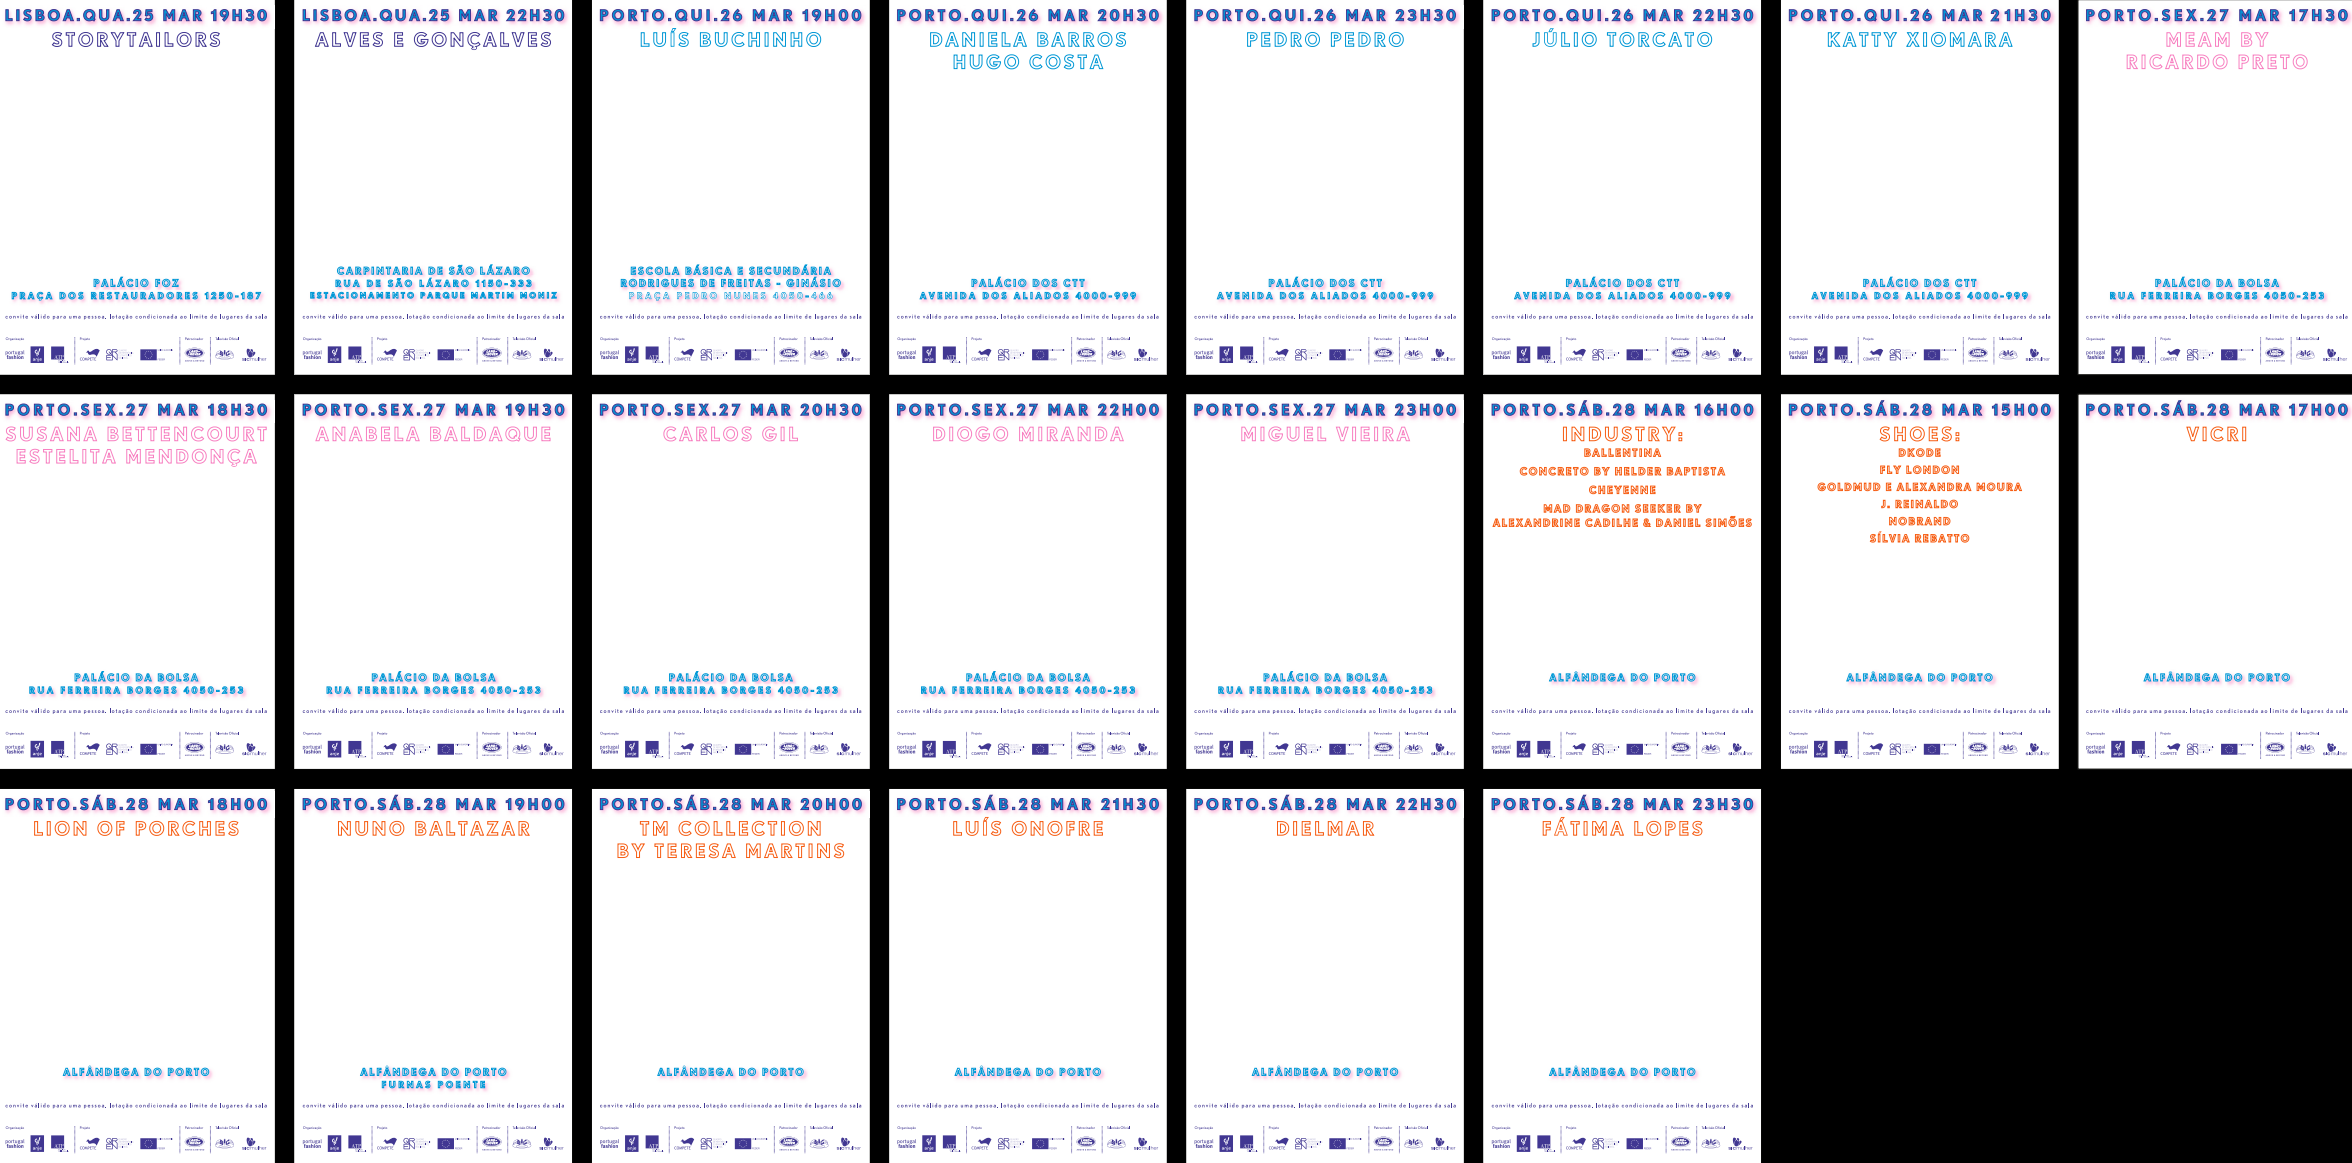 LISBOA.QUA.25 MAR 19H30
STORYTAILORS
PALÁCIO FOZ
PRAÇA DOS RESTAURADORES 1250-187
convite válido para uma pessoa. lotação condicionada ao limite de lugares da sala
LISBOA.QUA.25 MAR 22H30
ALVES E GONÇALVES
CARPINTARIA DE SÃO LÁZARO
RUA DE SÃO LÁZARO 1150-333
ESTACIONAMENTO PARQUE MARTIM MONIZ
convite válido para uma pessoa. lotação condicionada ao limite de lugares da sala
PORTO.QUI.26 MAR 19H00
LUÍS BUCHINHO
ESCOLA BÁSICA E SECUNDÁRIA
RODRIGUES DE FREITAS - GINÁSIO
PRAÇA PEDRO NUNES 4050-466
convite válido para uma pessoa. lotação condicionada ao limite de lugares da sala
PORTO.QUI.26 MAR 20H30
DANIELA BARROS
HUGO COSTA
PALÁCIO DOS CTT
AVENIDA DOS ALIADOS 4000-999
convite válido para uma pessoa. lotação condicionada ao limite de lugares da sala
PORTO.QUI.26 MAR 23H30
PEDRO PEDRO
PALÁCIO DOS CTT
AVENIDA DOS ALIADOS 4000-999
convite válido para uma pessoa. lotação condicionada ao limite de lugares da sala
PORTO.QUI.26 MAR 22H30
JÚLIO TORCATO
PALÁCIO DOS CTT
AVENIDA DOS ALIADOS 4000-999
convite válido para uma pessoa. lotação condicionada ao limite de lugares da sala
PORTO.QUI.26 MAR 21H30
KATTY XIOMARA
PALÁCIO DOS CTT
AVENIDA DOS ALIADOS 4000-999
convite válido para uma pessoa. lotação condicionada ao limite de lugares da sala
PORTO.SEX.27 MAR 17H30
MEAM BY
RICARDO PRETO
PALÁCIO DA BOLSA
RUA FERREIRA BORGES 4050-253
convite válido para uma pessoa. lotação condicionada ao limite de lugares da sala
PORTO.SEX.27 MAR 18H30
SUSANA BETTENCOURT
ESTELITA MENDONÇA
PALÁCIO DA BOLSA
RUA FERREIRA BORGES 4050-253
convite válido para uma pessoa. lotação condicionada ao limite de lugares da sala
PORTO.SEX.27 MAR 19H30
ANABELA BALDAQUE
PALÁCIO DA BOLSA
RUA FERREIRA BORGES 4050-253
convite válido para uma pessoa. lotação condicionada ao limite de lugares da sala
PORTO.SEX.27 MAR 20H30
CARLOS GIL
PALÁCIO DA BOLSA
RUA FERREIRA BORGES 4050-253
convite válido para uma pessoa. lotação condicionada ao limite de lugares da sala
PORTO.SEX.27 MAR 22H00
DIOGO MIRANDA
PALÁCIO DA BOLSA
RUA FERREIRA BORGES 4050-253
convite válido para uma pessoa. lotação condicionada ao limite de lugares da sala
PORTO.SEX.27 MAR 23H00
MIGUEL VIEIRA
PALÁCIO DA BOLSA
RUA FERREIRA BORGES 4050-253
convite válido para uma pessoa. lotação condicionada ao limite de lugares da sala
PORTO.SÁB.28 MAR 16H00
INDUSTRY:
BALLENTINA
CONCRETO BY HELDER BAPTISTA
CHEYENNE
MAD DRAGON SEEKER BY
ALEXANDRINE CADILHE & DANIEL SIMÕES
ALFÂNDEGA DO PORTO
convite válido para uma pessoa. lotação condicionada ao limite de lugares da sala
PORTO.SÁB.28 MAR 15H00
SHOES:
DKODE
FLY LONDON
GOLDMUD E ALEXANDRA MOURA
J. REINALDO
NOBRAND
SÍLVIA REBATTO
ALFÂNDEGA DO PORTO
convite válido para uma pessoa. lotação condicionada ao limite de lugares da sala
PORTO.SÁB.28 MAR 17H00
VICRI
ALFÂNDEGA DO PORTO
convite válido para uma pessoa. lotação condicionada ao limite de lugares da sala
PORTO.SÁB.28 MAR 18H00
LION OF PORCHES
ALFÂNDEGA DO PORTO
convite válido para uma pessoa. lotação condicionada ao limite de lugares da sala
PORTO.SÁB.28 MAR 19H00
NUNO BALTAZAR
ALFÂNDEGA DO PORTO
FURNAS POENTE
convite válido para uma pessoa. lotação condicionada ao limite de lugares da sala
PORTO.SÁB.28 MAR 20H00
TM COLLECTION
BY TERESA MARTINS
ALFÂNDEGA DO PORTO
convite válido para uma pessoa. lotação condicionada ao limite de lugares da sala
PORTO.SÁB.28 MAR 21H30
LUÍS ONOFRE
ALFÂNDEGA DO PORTO
convite válido para uma pessoa. lotação condicionada ao limite de lugares da sala
PORTO.SÁB.28 MAR 22H30
DIELMAR
ALFÂNDEGA DO PORTO
convite válido para uma pessoa. lotação condicionada ao limite de lugares da sala
PORTO.SÁB.28 MAR 23H30
FÁTIMA LOPES
ALFÂNDEGA DO PORTO
convite válido para uma pessoa. lotação condicionada ao limite de lugares da sala